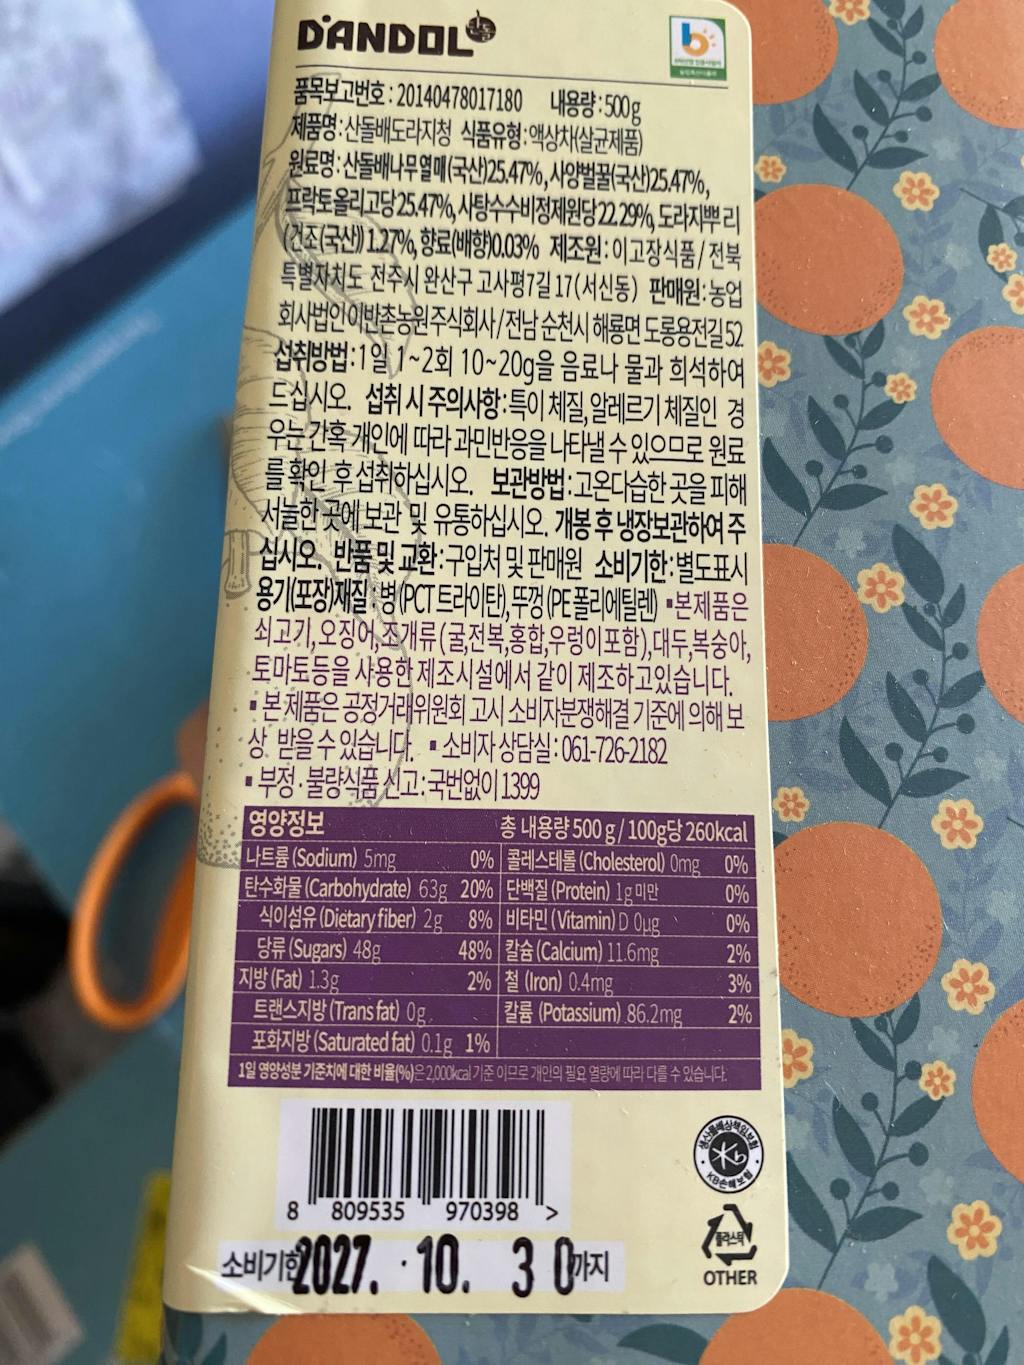 DANDOL
품목보고번호 : 20140478017180 내용량 : 500g
제품명 : 산돌배도라지청 식품유형 : 액상차(살균제품)
원료명 : 산돌배나무열매(국산)25.47%, 사양벌꿀(국산)25.47%,
프락토올리고당25.47%, 사탕수수비정제원당22.29%, 도라지뿌리
(건조(국산)) 1.27%, 향료(배향)0.03% 제조원 : 이고장식품/전북
특별자치도 전주시 완산구 고사평7길 17(서신동) 판매원 : 농업
회사법인이반촌농원주식회사/전남 순천시 해룡면 도롱용전길52
섭취방법 : 1일 1~2회 10~20g을 음료나 물과 희석하여
드십시오. 섭취 시 주의사항 : 특이 체질, 알레르기 체질인 경
우는 간혹 개인에 따라 과민반응을 나타낼 수 있으므로 원료
를 확인 후 섭취하십시오. 보관방법 : 고온다습한 곳을 피해
서늘한 곳에 보관 및 유통하십시오. 개봉 후 냉장보관하여 주
십시오. 반품 및 교환 : 구입처 및 판매원 소비기한 : 별도표시
용기(포장)재질 : 병(PCT 트라이탄), 뚜껑(PE 폴리에틸렌) ▪본제품은
쇠고기, 오징어, 조개류(굴,전복,홍합,우렁이포함), 대두, 복숭아,
토마토등을 사용한 제조시설에서 같이 제조하고있습니다.
▪ 본 제품은 공정거래위원회 고시 소비자분쟁해결 기준에 의해 보
상 받을 수 있습니다. ▪ 소비자 상담실 : 061-726-2182
▪ 부정·불량식품 신고 : 국번없이 1399
영양정보 총 내용량 500 g / 100g당 260kcal
나트륨 (Sodium) 5mg 0% 콜레스테롤 (Cholesterol) 0mg 0%
탄수화물 (Carbohydrate) 63g 20% 단백질 (Protein) 1g 미만 0%
식이섬유 (Dietary fiber) 2g 8% 비타민 (Vitamin) D 0µg 0%
당류 (Sugars) 48g 48% 칼슘 (Calcium) 11.6mg 2%
지방 (Fat) 1.3g 2% 철 (Iron) 0.4mg 3%
트랜스지방 (Trans fat) 0g 칼륨 (Potassium) 86.2mg 2%
포화지방 (Saturated fat) 0.1g 1%
1일 영양성분 기준치에 대한 비율(%)은 2,000kcal 기준 이므로 개인의 필요 열량에 따라 다를 수 있습니다.
8 809535 970398 >
생산물배상책임보험
KB손해보험
플라스틱
OTHER
소비기한 2027. 10. 30까지